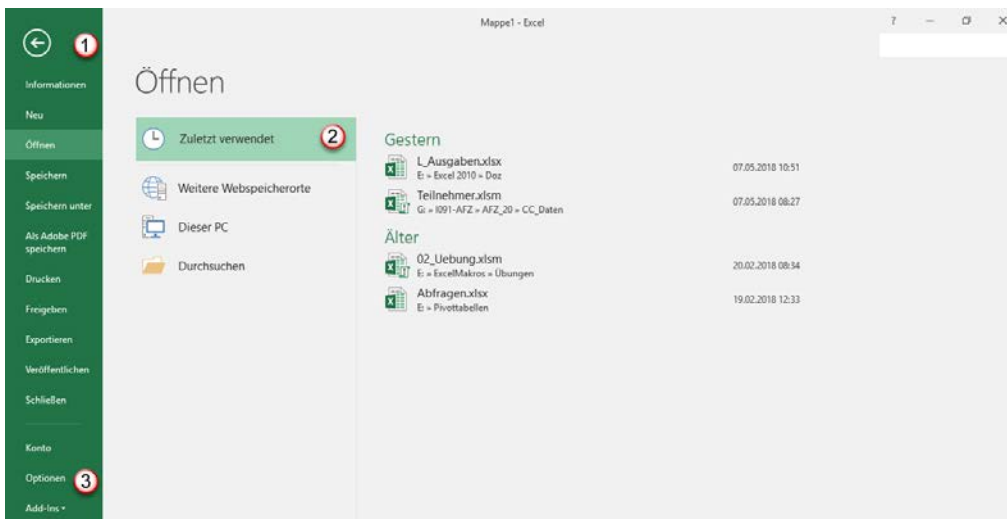 Mappe1 - Excel
?
1
Informationen
Neu
Öffnen
Speichern
Speichern unter
Als Adobe PDF
speichern
Drucken
Freigeben
Exportieren
Veröffentlichen
Schließen
Konto
Optionen
3
Add-Ins
Öffnen
Zuletzt verwendet
2
Weitere Webspeicherorte
Dieser PC
Durchsuchen
Gestern
L_Ausgaben.xlsx
E: » Excel 2010 » Doz
07.05.2018 10:51
Teilnehmer.xlsm
G: » I091-AFZ » AFZ_20 » CC_Daten
07.05.2018 08:27
Älter
02_Uebung.xlsm
E: » ExcelMakros » Übungen
20.02.2018 08:34
Abfragen.xlsx
E: » Pivottabellen
19.02.2018 12:33